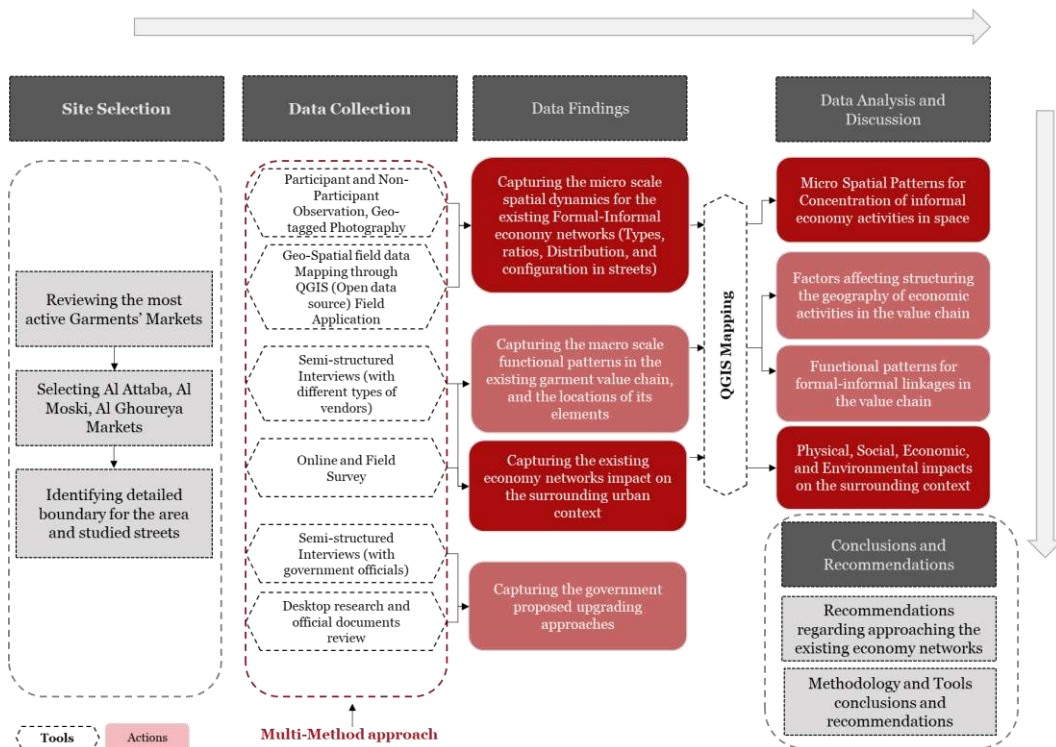 Site Selection
Reviewing the most
active Garments' Markets
Selecting Al Attaba, Al
Moski, Al Ghoureya
Markets
Identifying detailed
boundary for the area
and studied streets
Data Collection
Participant and Non-
Participant
Observation, Geo-
tagged Photography
Geo-Spatial field data
Mapping through
QGIS (Open data
source) Field
Application
Semi-structured
Interviews (with
different types of
vendors)
Online and Field
Survey
Semi-structured
Interviews (with
government officials)
Desktop research and
official documents
review
Multi-Method approach
Data Findings
Capturing the micro scale
spatial dynamics for the
existing Formal-Informal
economy networks (Types,
ratios, Distribution, and
configuration in streets)
Capturing the macro scale
functional patterns in the
existing garment value chain,
and the locations of its
elements
Capturing the existing
economy networks impact on
the surrounding urban
context
Capturing the government
proposed upgrading
approaches
QGIS Mapping
Data Analysis and
Discussion
Micro Spatial Patterns for
Concentration of informal
economy activities in space
Factors affecting structuring
the geography of economic
activities in the value chain
Functional patterns for
formal-informal linkages in
the value chain
Physical, Social, Economic,
and Environmental impacts
on the surrounding context
Conclusions and
Recommendations
Recommendations
regarding approaching the
existing economy networks
Methodology and Tools
conclusions and
recommendations
Tools
Actions